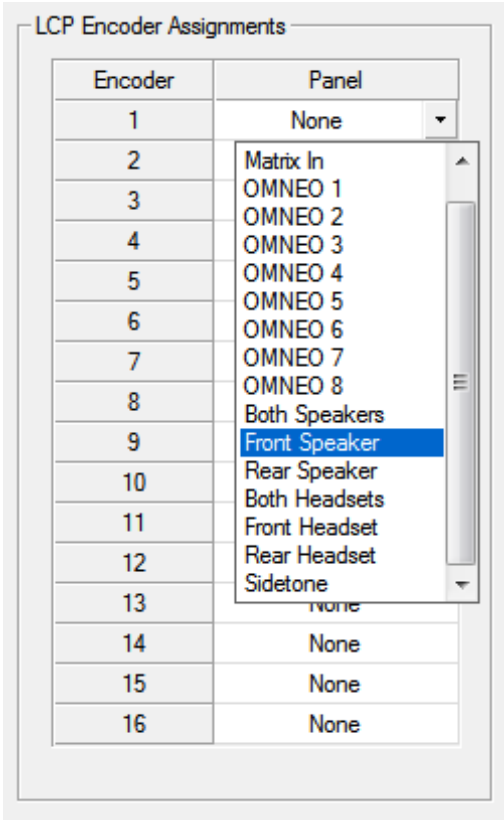 LCP Encoder Assignments
Encoder Panel
1 None
2
3
4
5
6
7
8
9
10
11
12
13 None
14 None
15 None
16 None
Matrix In
OMNEO 1
OMNEO 2
OMNEO 3
OMNEO 4
OMNEO 5
OMNEO 6
OMNEO 7
OMNEO 8
Both Speakers
Front Speaker
Rear Speaker
Both Headsets
Front Headset
Rear Headset
Sidetone